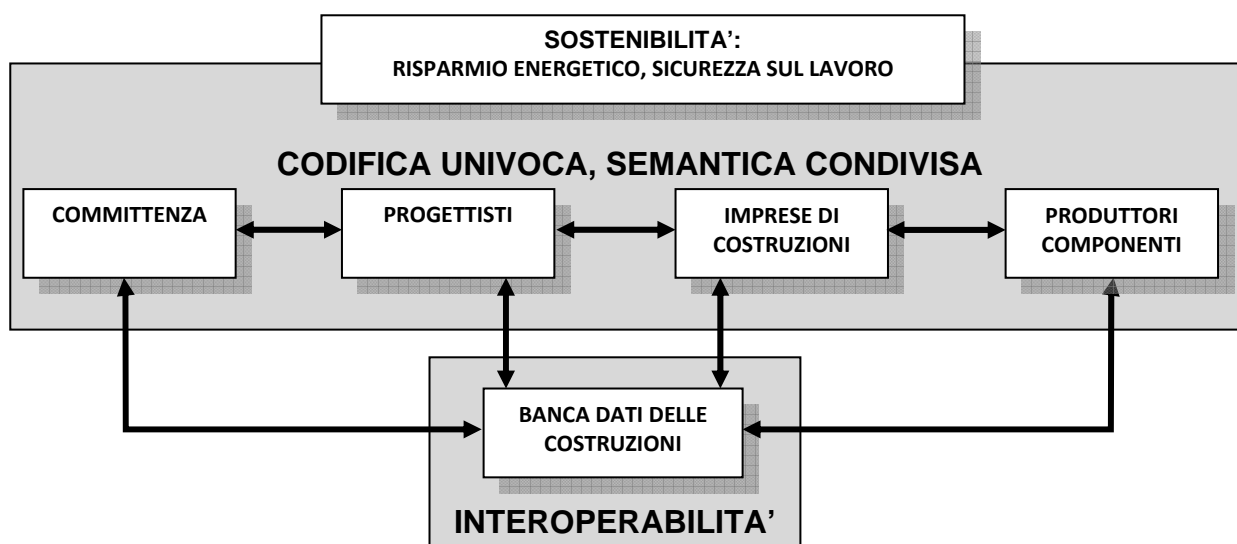 SOSTENIBILITA’:
RISPARMIO ENERGETICO, SICUREZZA SUL LAVORO
CODIFICA UNIVOCA, SEMANTICA CONDIVISA
COMMITTENZA
PROGETTISTI
IMPRESE DI
COSTRUZIONI
PRODUTTORI
COMPONENTI
BANCA DATI DELLE
COSTRUZIONI
INTEROPERABILITA’